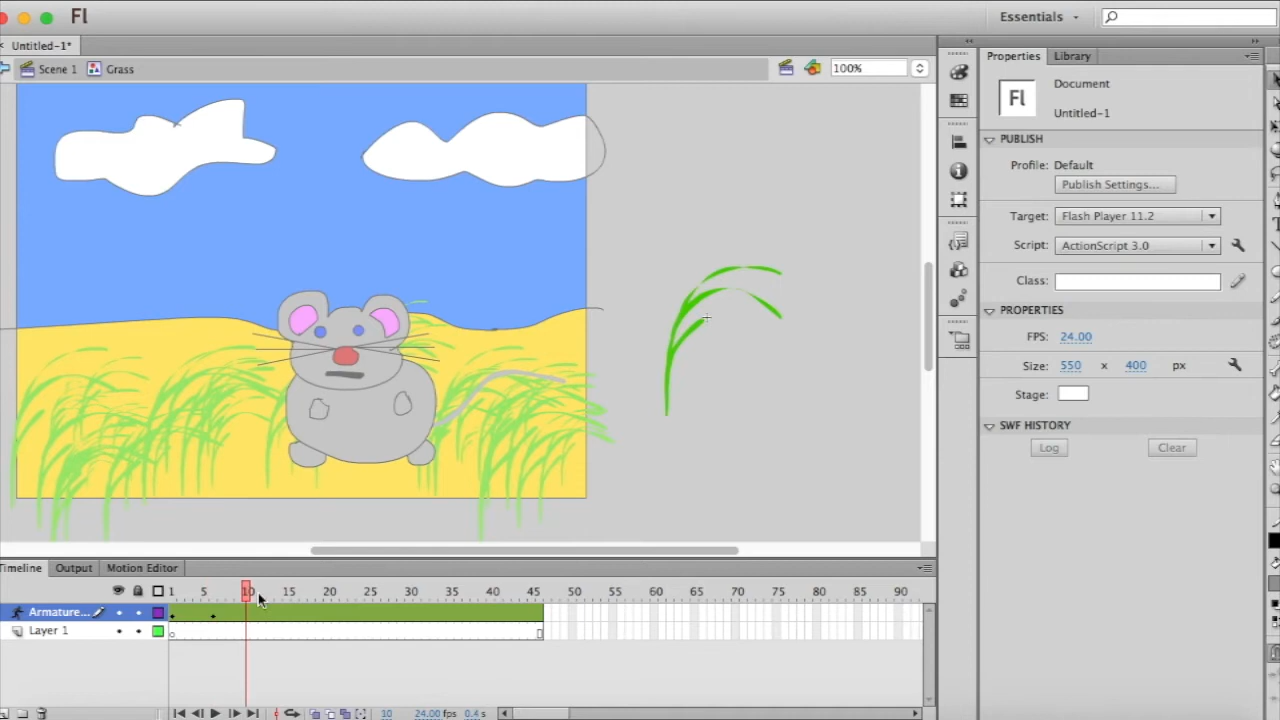 Fl
Essentials
Untitled-1*
Scene 1 Grass
100%
Properties Library
Fl
Document
Untitled-1
PUBLISH
Profile: Default
Publish Settings...
Target: Flash Player 11.2
Script: ActionScript 3.0
Class:
PROPERTIES
FPS: 24.00
Size: 550 x 400 px
Stage:
SWF HISTORY
Log Clear
Timeline Output Motion Editor
1 5 10 15 20 25 30 35 40 45 50 55 60 65 70 75 80 85 90
Armature...
Layer 1
10 24.00 fps 0.4 s